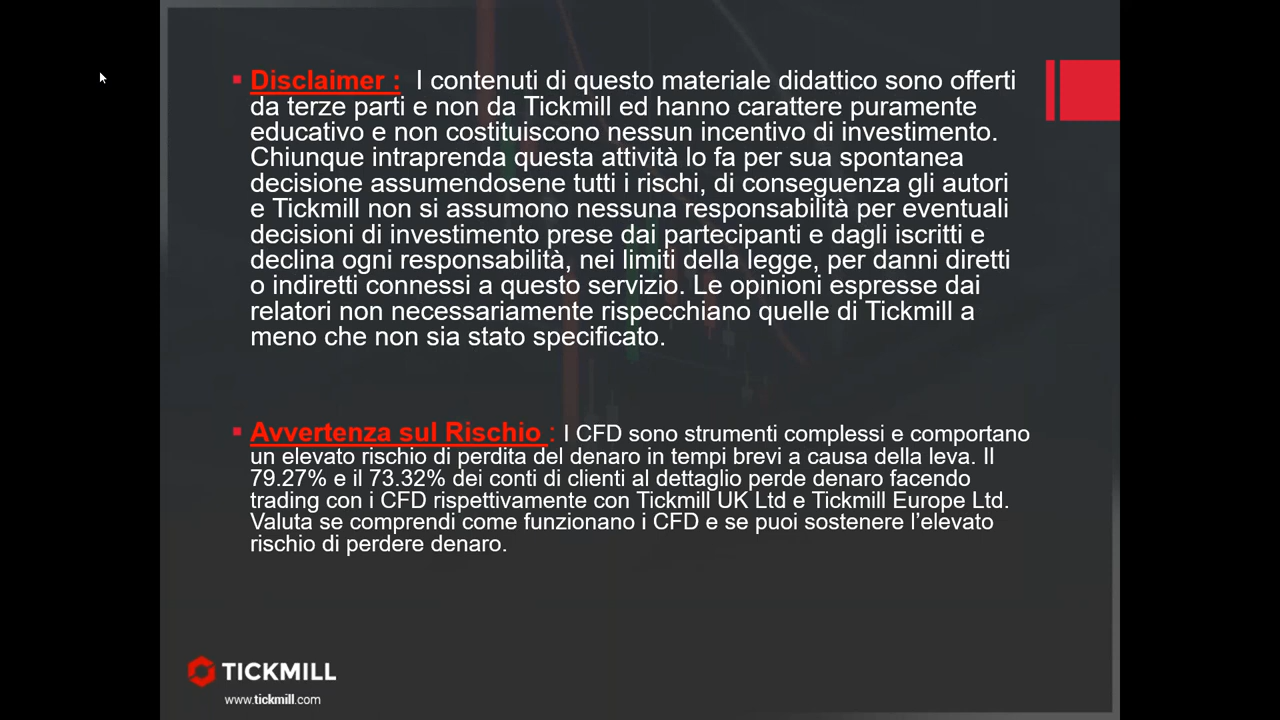 Disclaimer : I contenuti di questo materiale didattico sono offerti
da terze parti e non da Tickmill ed hanno carattere puramente
educativo e non costituiscono nessun incentivo di investimento.
Chiunque intraprenda questa attività lo fa per sua spontanea
decisione assumendosene tutti i rischi, di conseguenza gli autori
e Tickmill non si assumono nessuna responsabilità per eventuali
decisioni di investimento prese dai partecipanti e dagli iscritti e
declina ogni responsabilità, nei limiti della legge, per danni diretti
o indiretti connessi a questo servizio. Le opinioni espresse dai
relatori non necessariamente rispecchiano quelle di Tickmill a
meno che non sia stato specificato.
Avvertenza sul Rischio : I CFD sono strumenti complessi e comportano
un elevato rischio di perdita del denaro in tempi brevi a causa della leva. Il
79.27% e il 73.32% dei conti di clienti al dettaglio perde denaro facendo
trading con i CFD rispettivamente con Tickmill UK Ltd e Tickmill Europe Ltd.
Valuta se comprendi come funzionano i CFD e se puoi sostenere l’elevato
rischio di perdere denaro.
TICKMILL
www.tickmill.com